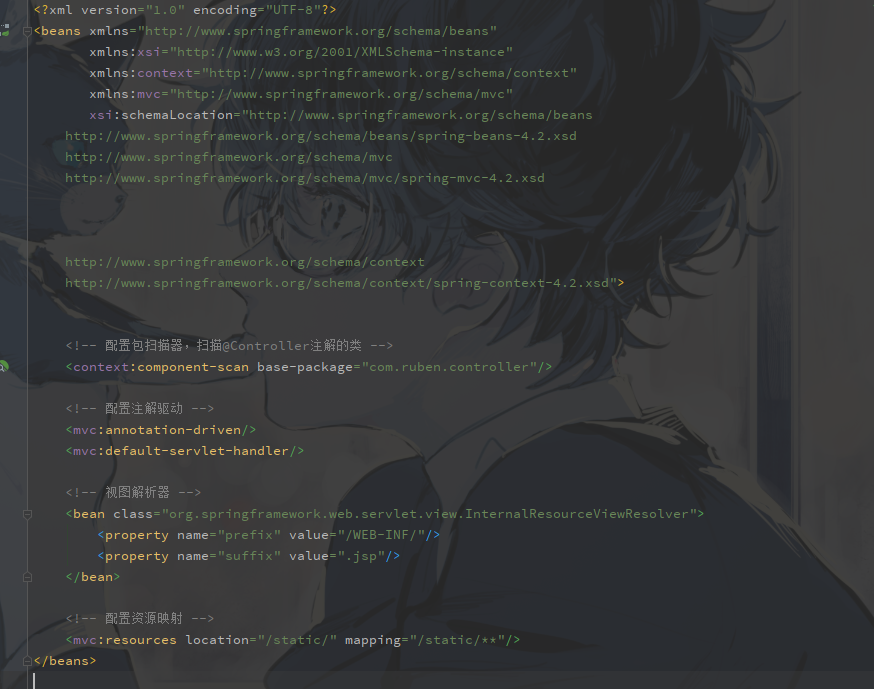 <?xml version="1.0" encoding="UTF-8"?>
<beans xmlns="http://www.springframework.org/schema/beans"
       xmlns:xsi="http://www.w3.org/2001/XMLSchema-instance"
       xmlns:context="http://www.springframework.org/schema/context"
       xmlns:mvc="http://www.springframework.org/schema/mvc"
       xsi:schemaLocation="http://www.springframework.org/schema/beans
    http://www.springframework.org/schema/beans/spring-beans-4.2.xsd
    http://www.springframework.org/schema/mvc
    http://www.springframework.org/schema/mvc/spring-mvc-4.2.xsd
    http://www.springframework.org/schema/context
    http://www.springframework.org/schema/context/spring-context-4.2.xsd">
    <!-- 配置包扫描器，扫描@Controller注解的类 -->
    <context:component-scan base-package="com.ruben.controller"/>
    <!-- 配置注解驱动 -->
    <mvc:annotation-driven/>
    <mvc:default-servlet-handler/>
    <!-- 视图解析器 -->
    <bean class="org.springframework.web.servlet.view.InternalResourceViewResolver">
        <property name="prefix" value="/WEB-INF/"/>
        <property name="suffix" value=".jsp"/>
    </bean>
    <!-- 配置资源映射 -->
    <mvc:resources location="/static/" mapping="/static/**"/>
</beans>